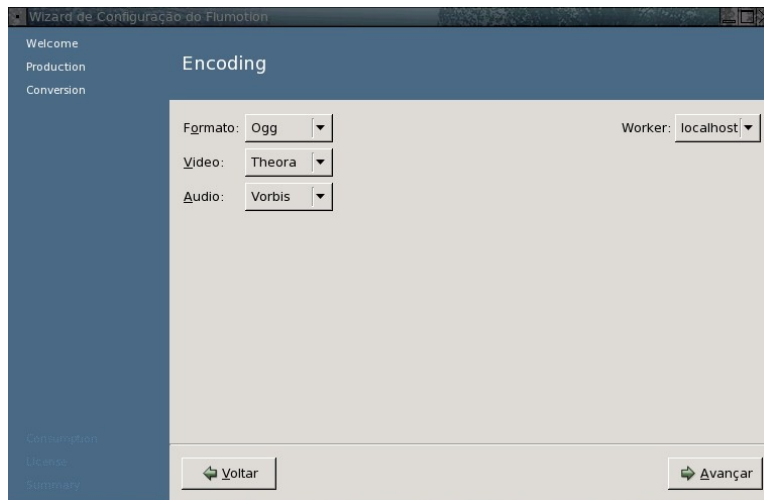 Wizard de Configuração do Flumotion
Welcome
Production
Conversion
Encoding
Formato: Ogg
Worker: localhost
Video: Theora
Audio: Vorbis
Consumption
License
Summary
Voltar
Avançar